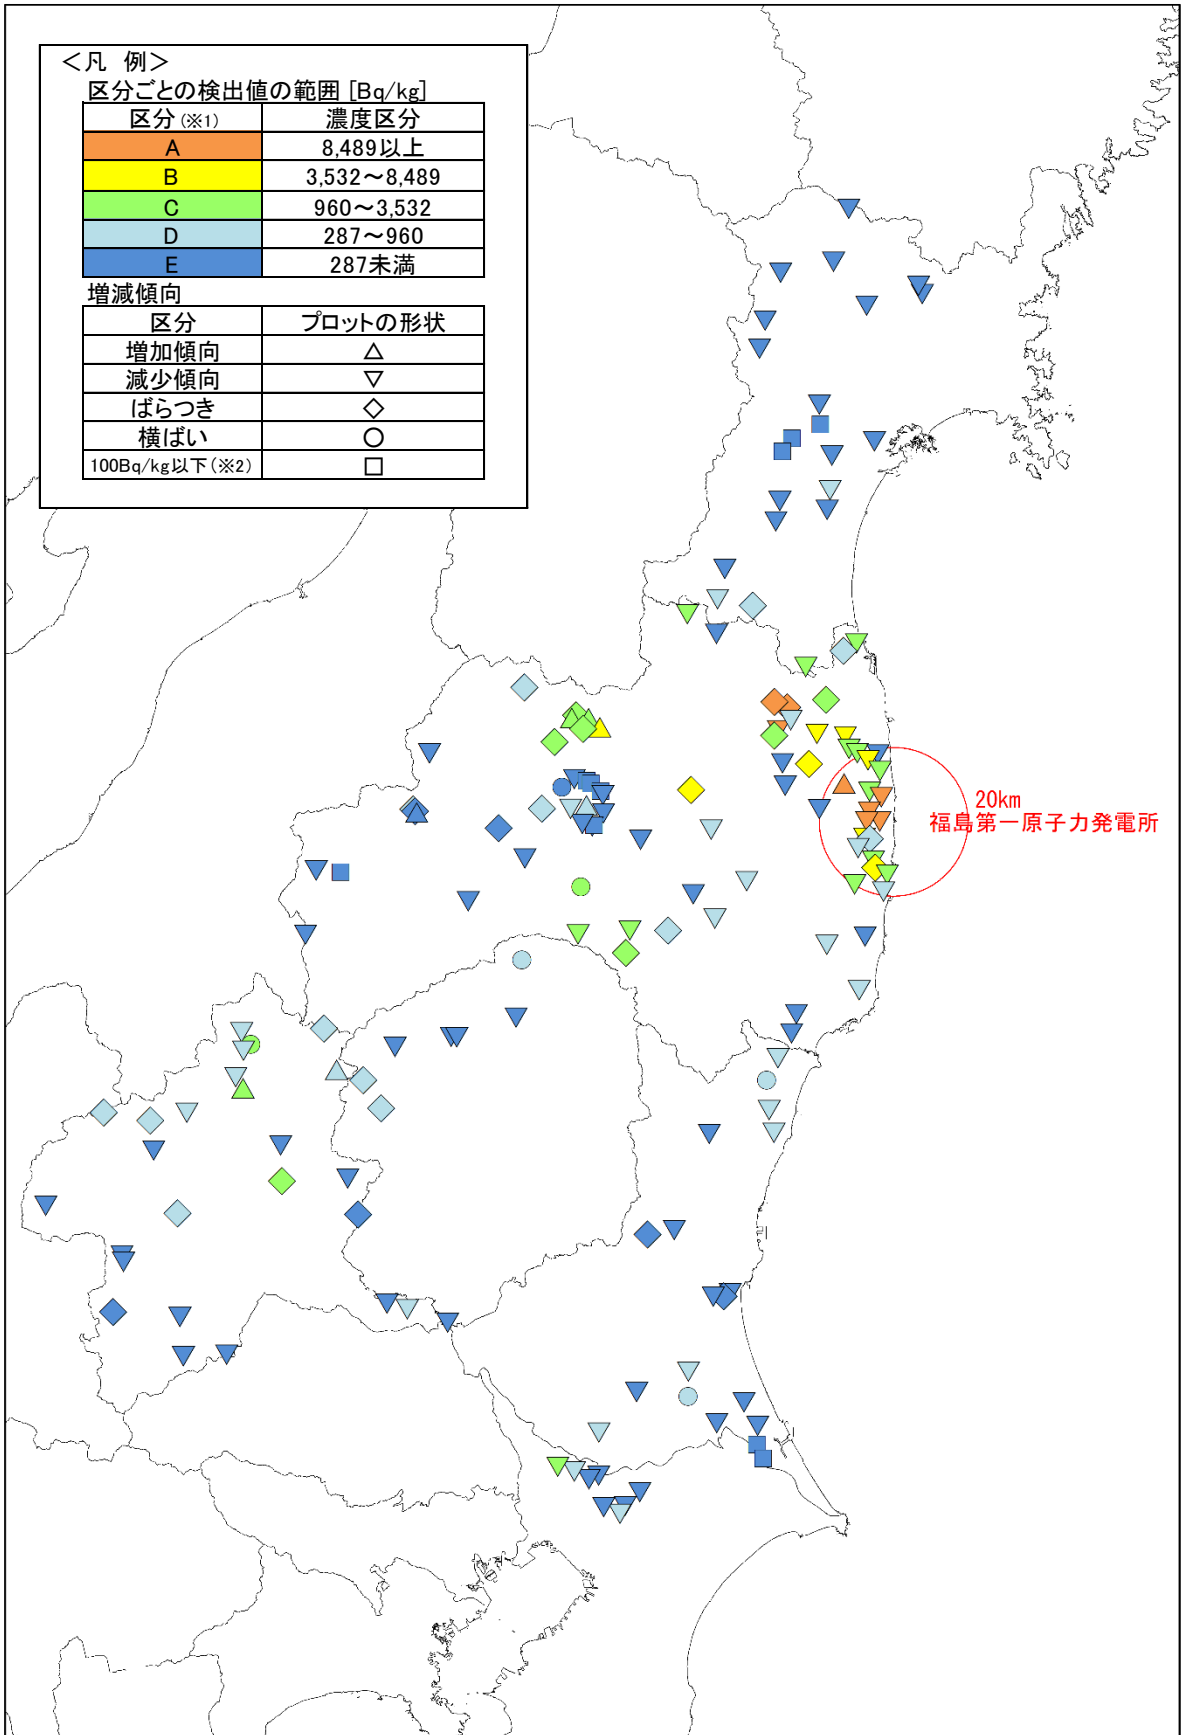 ＜凡 例＞
区分ごとの検出値の範囲 [Bq/kg]
区分(※1) 濃度区分
A 8,489以上
B 3,532～8,489
C 960～3,532
D 287～960
E 287未満
増減傾向
区分 プロットの形状
増加傾向 △
減少傾向 ▽
ばらつき ◇
横ばい ○
100Bq/kg以下(※2) □
20km
福島第一原子力発電所